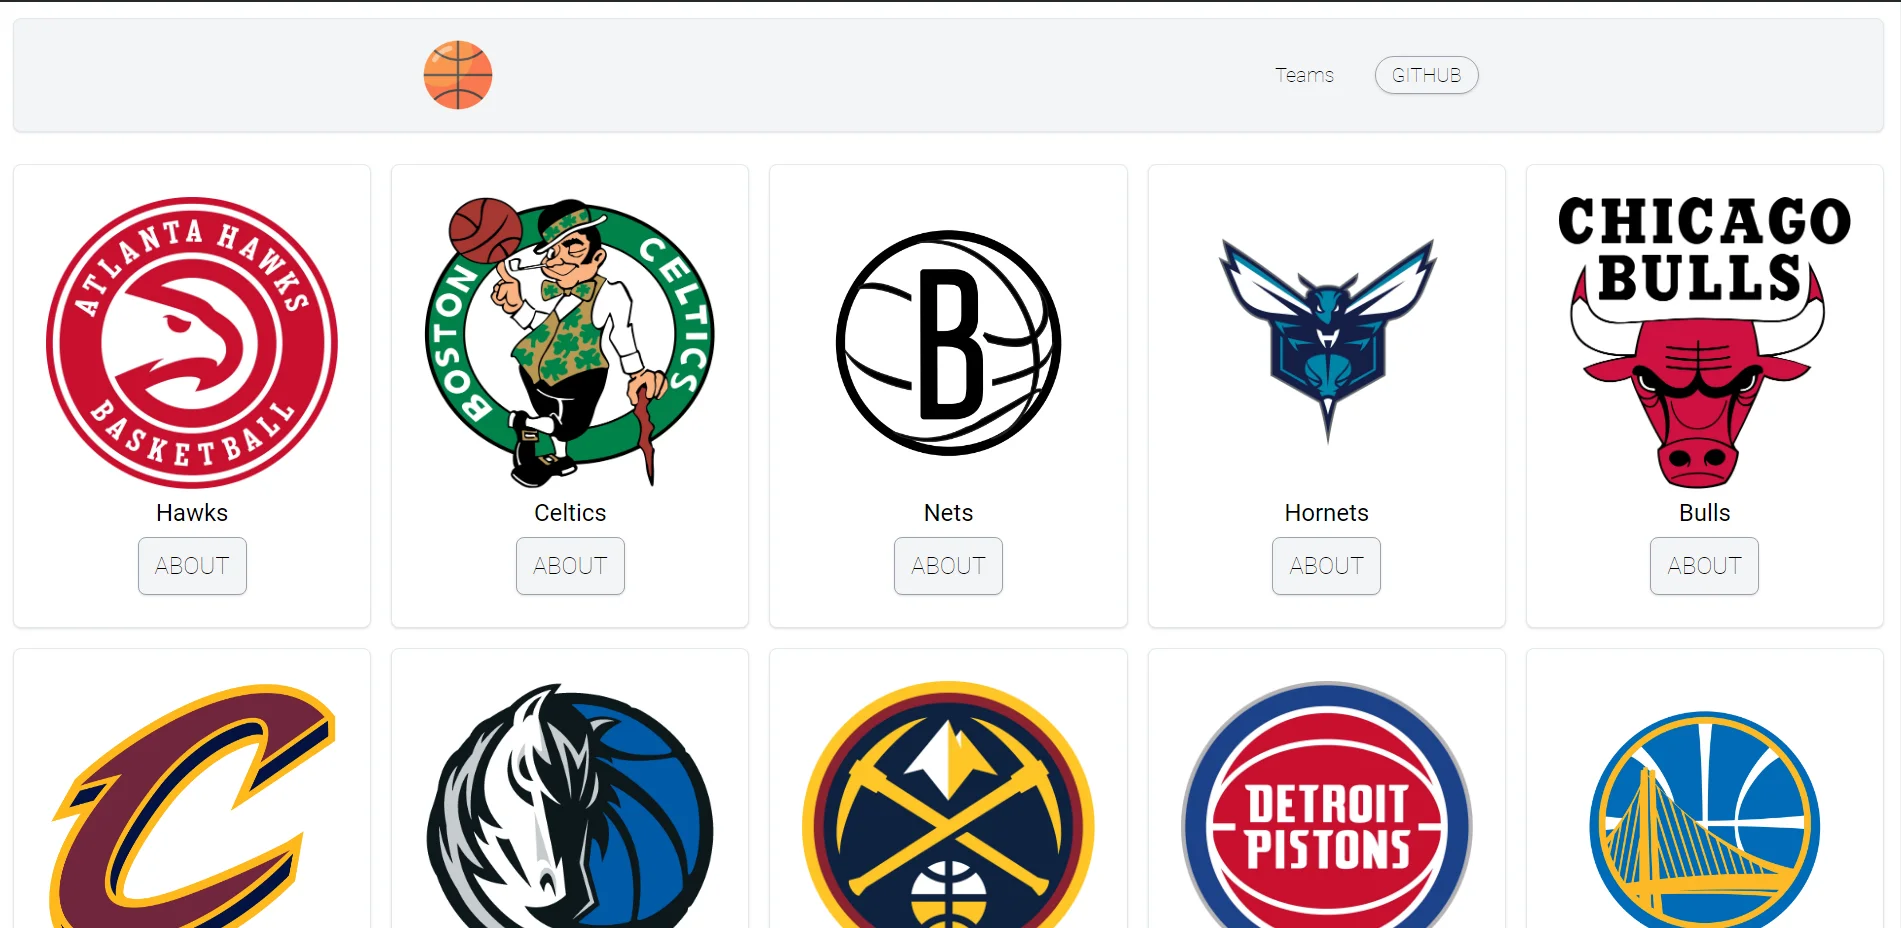 Teams
GITHUB
ATLANTA HAWKS
BASKETBALL
Hawks
ABOUT
BOSTON
CELTICS
Celtics
ABOUT
B
Nets
ABOUT
Hornets
ABOUT
CHICAGO
BULLS
Bulls
ABOUT
C
DETROIT
PISTONS